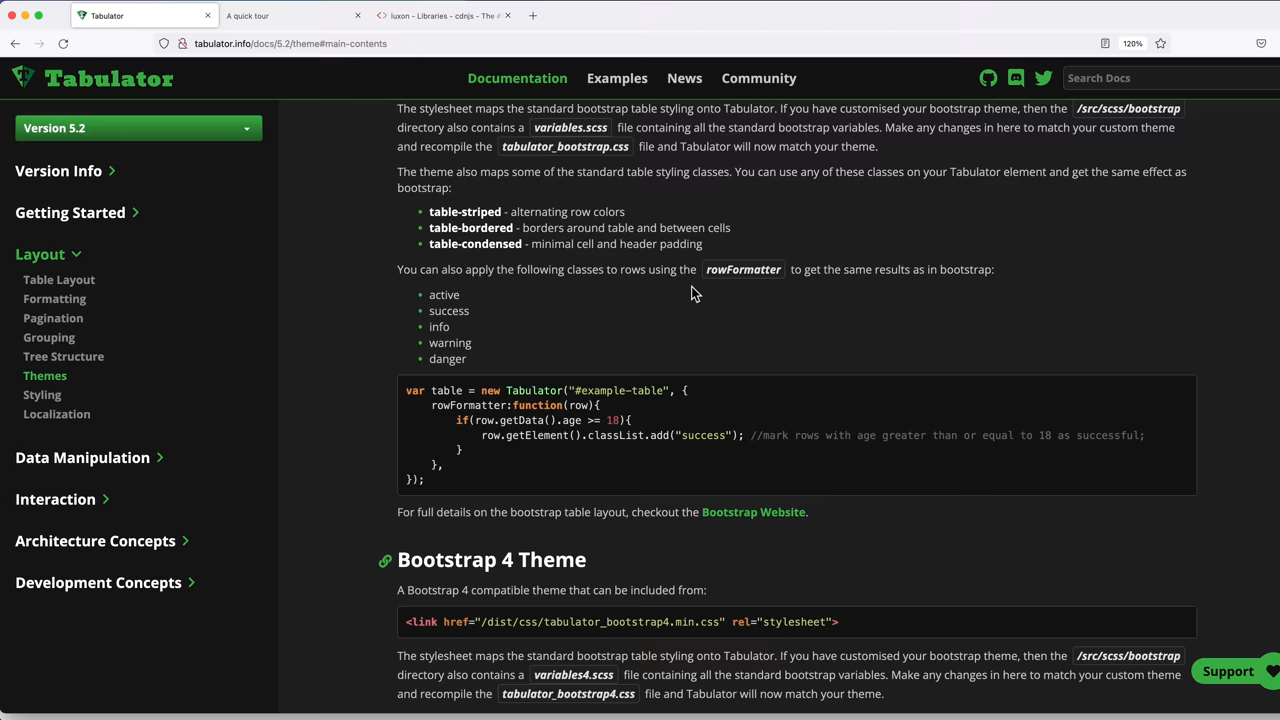 Tabulator
A quick tour
luxon - Libraries - cdnjs - The #
tabulator.info/docs/5.2/theme#main-contents
120%
Tabulator
Documentation
Examples
News
Community
Search Docs
Version 5.2
Version Info
Getting Started
Layout
Table Layout
Formatting
Pagination
Grouping
Tree Structure
Themes
Styling
Localization
Data Manipulation
Interaction
Architecture Concepts
Development Concepts
The stylesheet maps the standard bootstrap table styling onto Tabulator. If you have customised your bootstrap theme, then the /src/scss/bootstrap
directory also contains a variables.scss file containing all the standard bootstrap variables. Make any changes in here to match your custom theme
and recompile the tabulator_bootstrap.css file and Tabulator will now match your theme.
The theme also maps some of the standard table styling classes. You can use any of these classes on your Tabulator element and get the same effect as
bootstrap:
• table-striped - alternating row colors
• table-bordered - borders around table and between cells
• table-condensed - minimal cell and header padding
You can also apply the following classes to rows using the rowFormatter to get the same results as in bootstrap:
• active
• success
• info
• warning
• danger
var table = new Tabulator("#example-table", {
rowFormatter:function(row){
if(row.getData().age >= 18){
row.getElement().classList.add("success"); //mark rows with age greater than or equal to 18 as successful;
}
},
});
For full details on the bootstrap table layout, checkout the Bootstrap Website.
Bootstrap 4 Theme
A Bootstrap 4 compatible theme that can be included from:
<link href="/dist/css/tabulator_bootstrap4.min.css" rel="stylesheet">
The stylesheet maps the standard bootstrap table styling onto Tabulator. If you have customised your bootstrap theme, then the /src/scss/bootstrap
directory also contains a variables4.scss file containing all the standard bootstrap variables. Make any changes in here to match your custom theme
and recompile the tabulator_bootstrap4.css file and Tabulator will now match your theme.
Support